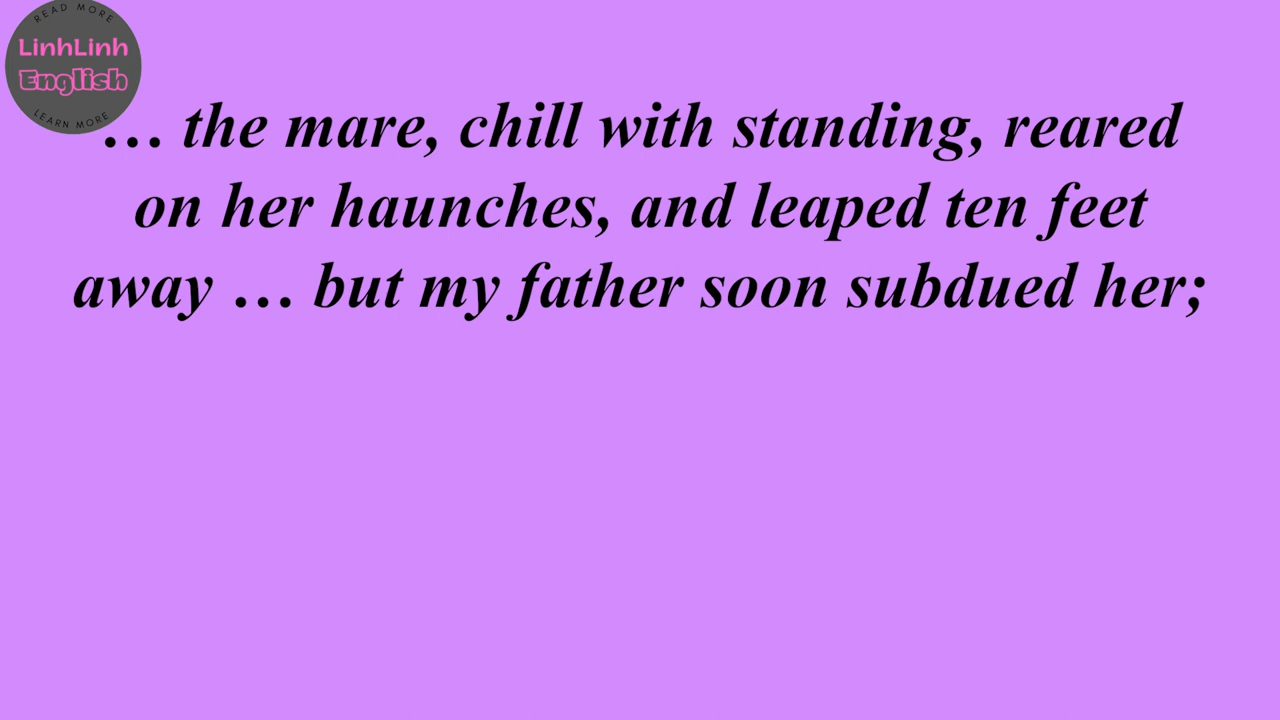 READ MORE
LinhLinh
English
LEARN MORE
... the mare, chill with standing, reared
on her haunches, and leaped ten feet
away ... but my father soon subdued her;